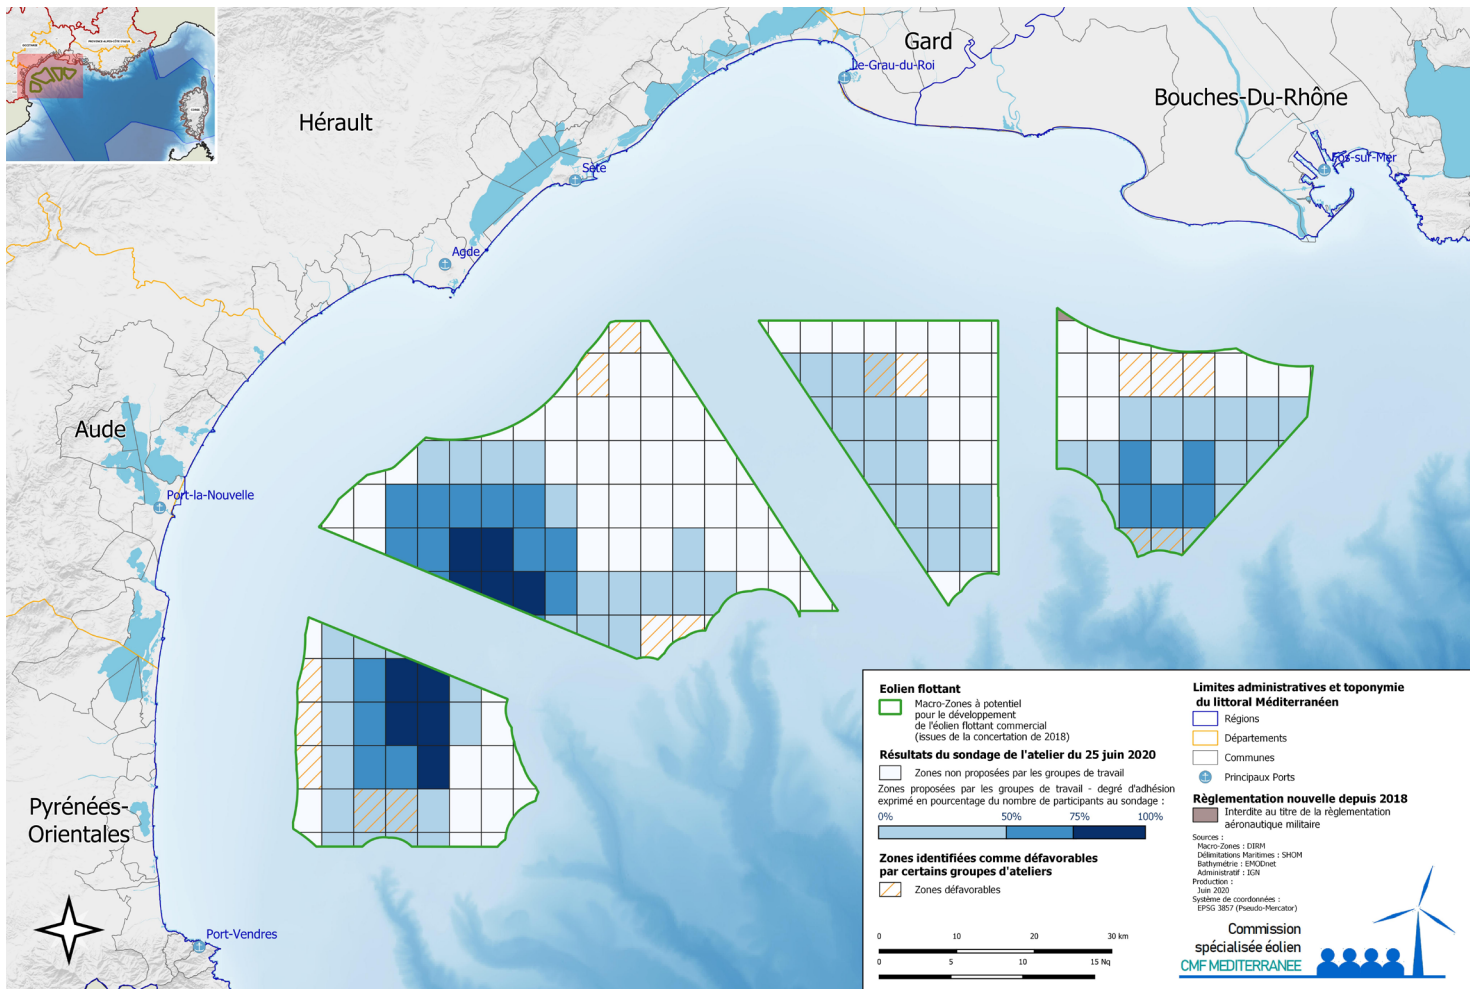 Gard
Le-Grau-du-Roi
Bouches-Du-Rhône
Hérault
Fos-sur-Mer
Sète
Agde
Aude
Port-la-Nouvelle
Pyrénées-
Orientales
Port-Vendres
Eolien flottant
Macro-Zones à potentiel
pour le développement
de l'éolien flottant commercial
(issues de la concertation de 2018)
Résultats du sondage de l'atelier du 25 juin 2020
Zones non proposées par les groupes de travail
Zones proposées par les groupes de travail - degré d'adhésion
exprimé en pourcentage du nombre de participants au sondage :
0% 50% 75% 100%
Zones identifiées comme défavorables
par certains groupes d'ateliers
Zones défavorables
0 10 20 30 km
0 5 10 15 Nq
Limites administratives et toponymie
du littoral Méditerranéen
Régions
Départements
Communes
Principaux Ports
Règlementation nouvelle depuis 2018
Interdite au titre de la règlementation
aéronautique militaire
Sources :
Macro-Zones : DIRM
Délimitations Maritimes : SHOM
Bathymétrie : EMODnet
Administratif : IGN
Production :
Juin 2020
Système de coordonnées :
EPSG 3857 (Pseudo-Mercator)
Commission
spécialisée éolien
CMF MEDITERRANEE